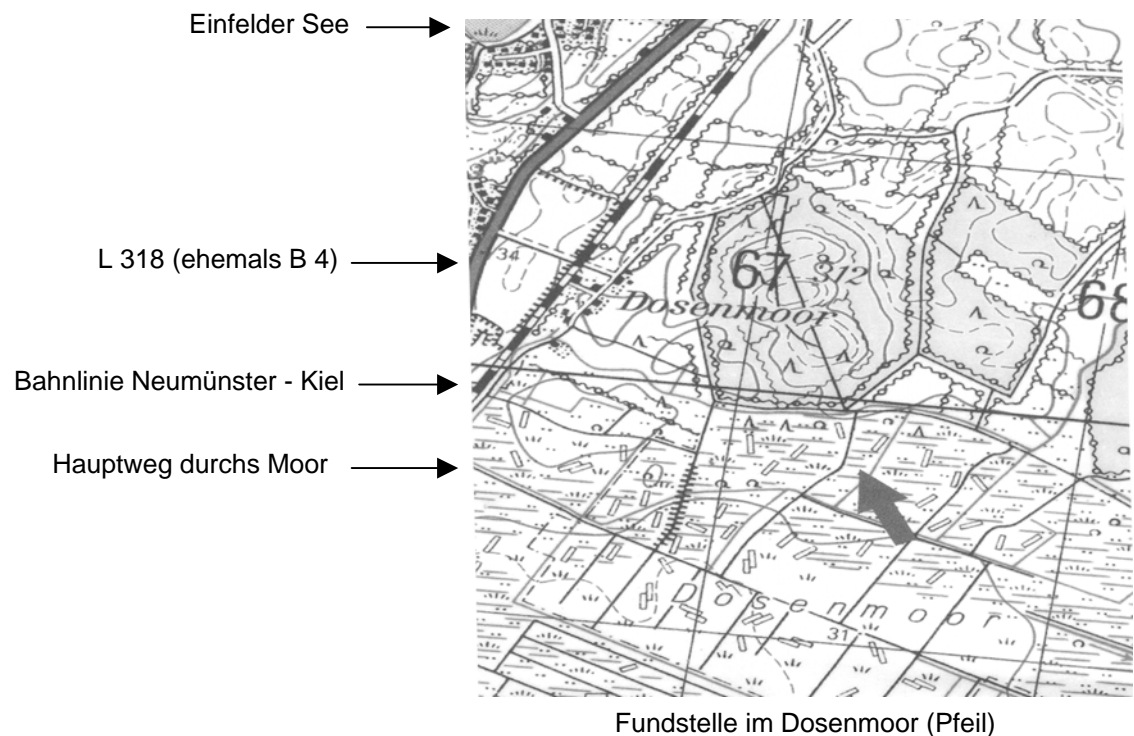 Einfelder See
L 318 (ehemals B 4)
34
67
312
68
Dosenmoor
Bahnlinie Neumünster - Kiel
Hauptweg durchs Moor
Dosenmoor
31
Fundstelle im Dosenmoor (Pfeil)